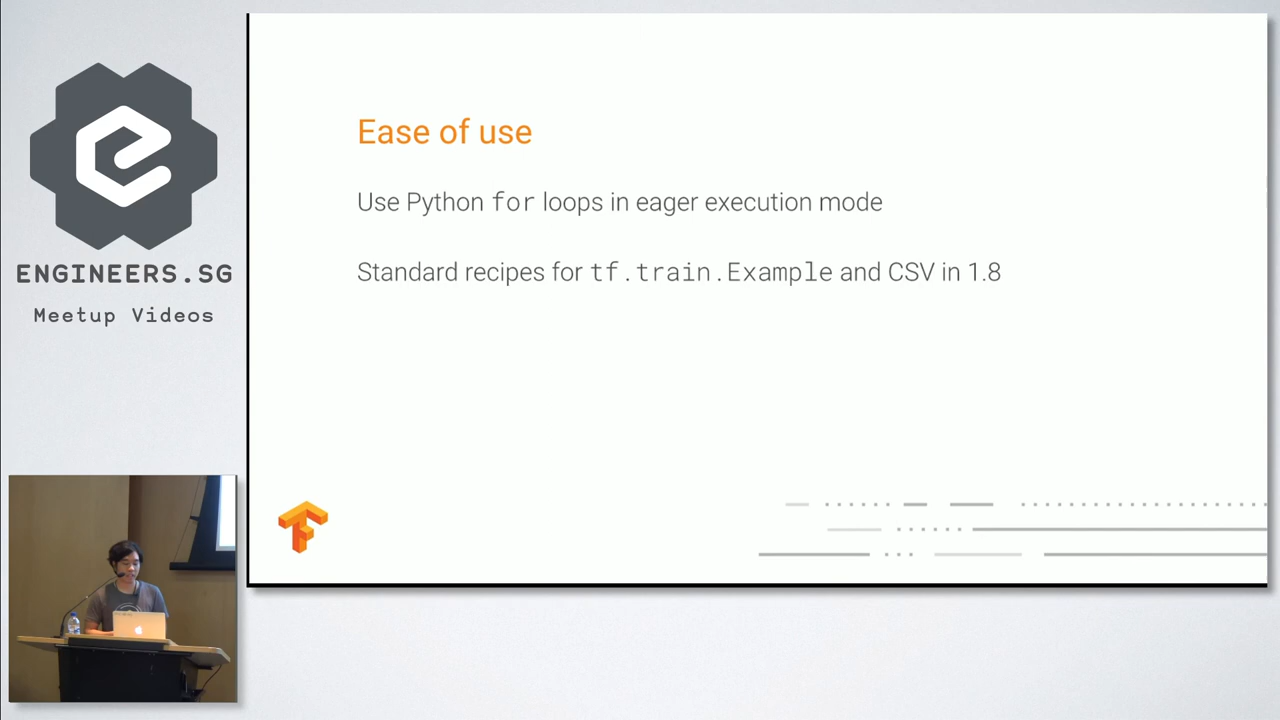 ENGINEERS.SG
Meetup Videos
Ease of use
Use Python for loops in eager execution mode
Standard recipes for tf.train.Example and CSV in 1.8